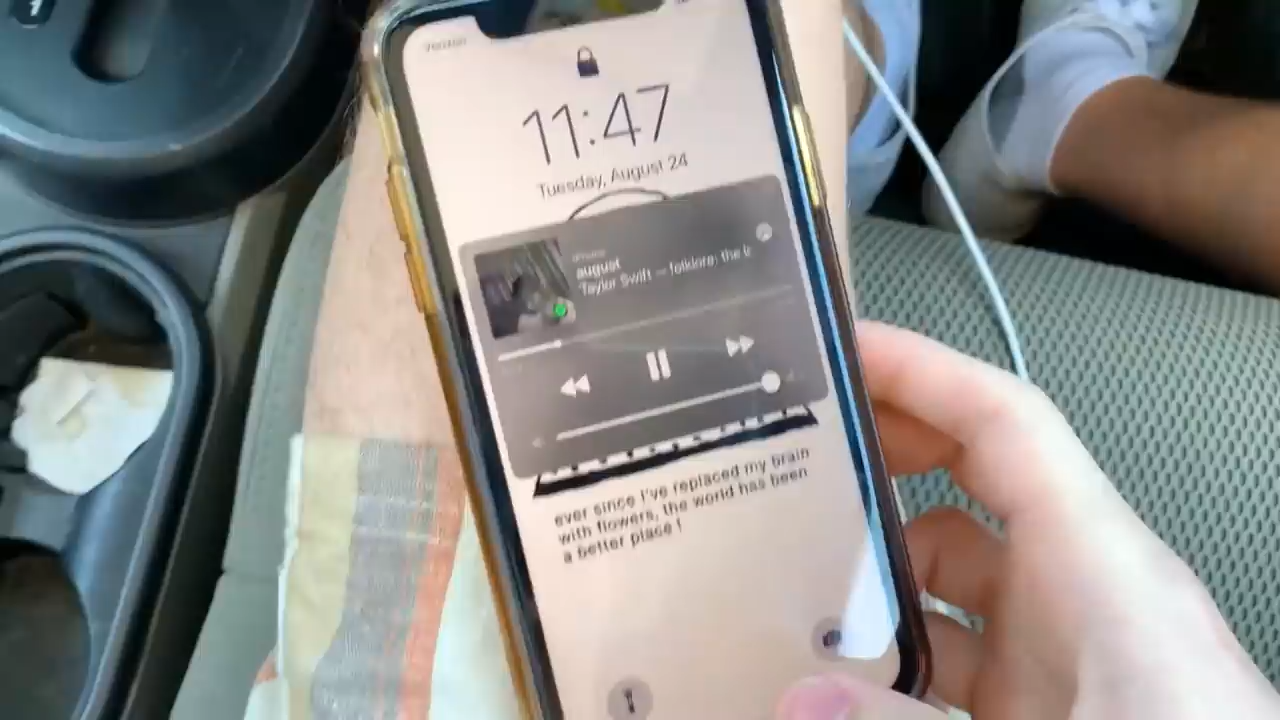 verizon
11:47
Tuesday, August 24
august
Taylor Swift — folklore: the l
ever since I've replaced my brain
with flowers, the world has been
a better place !